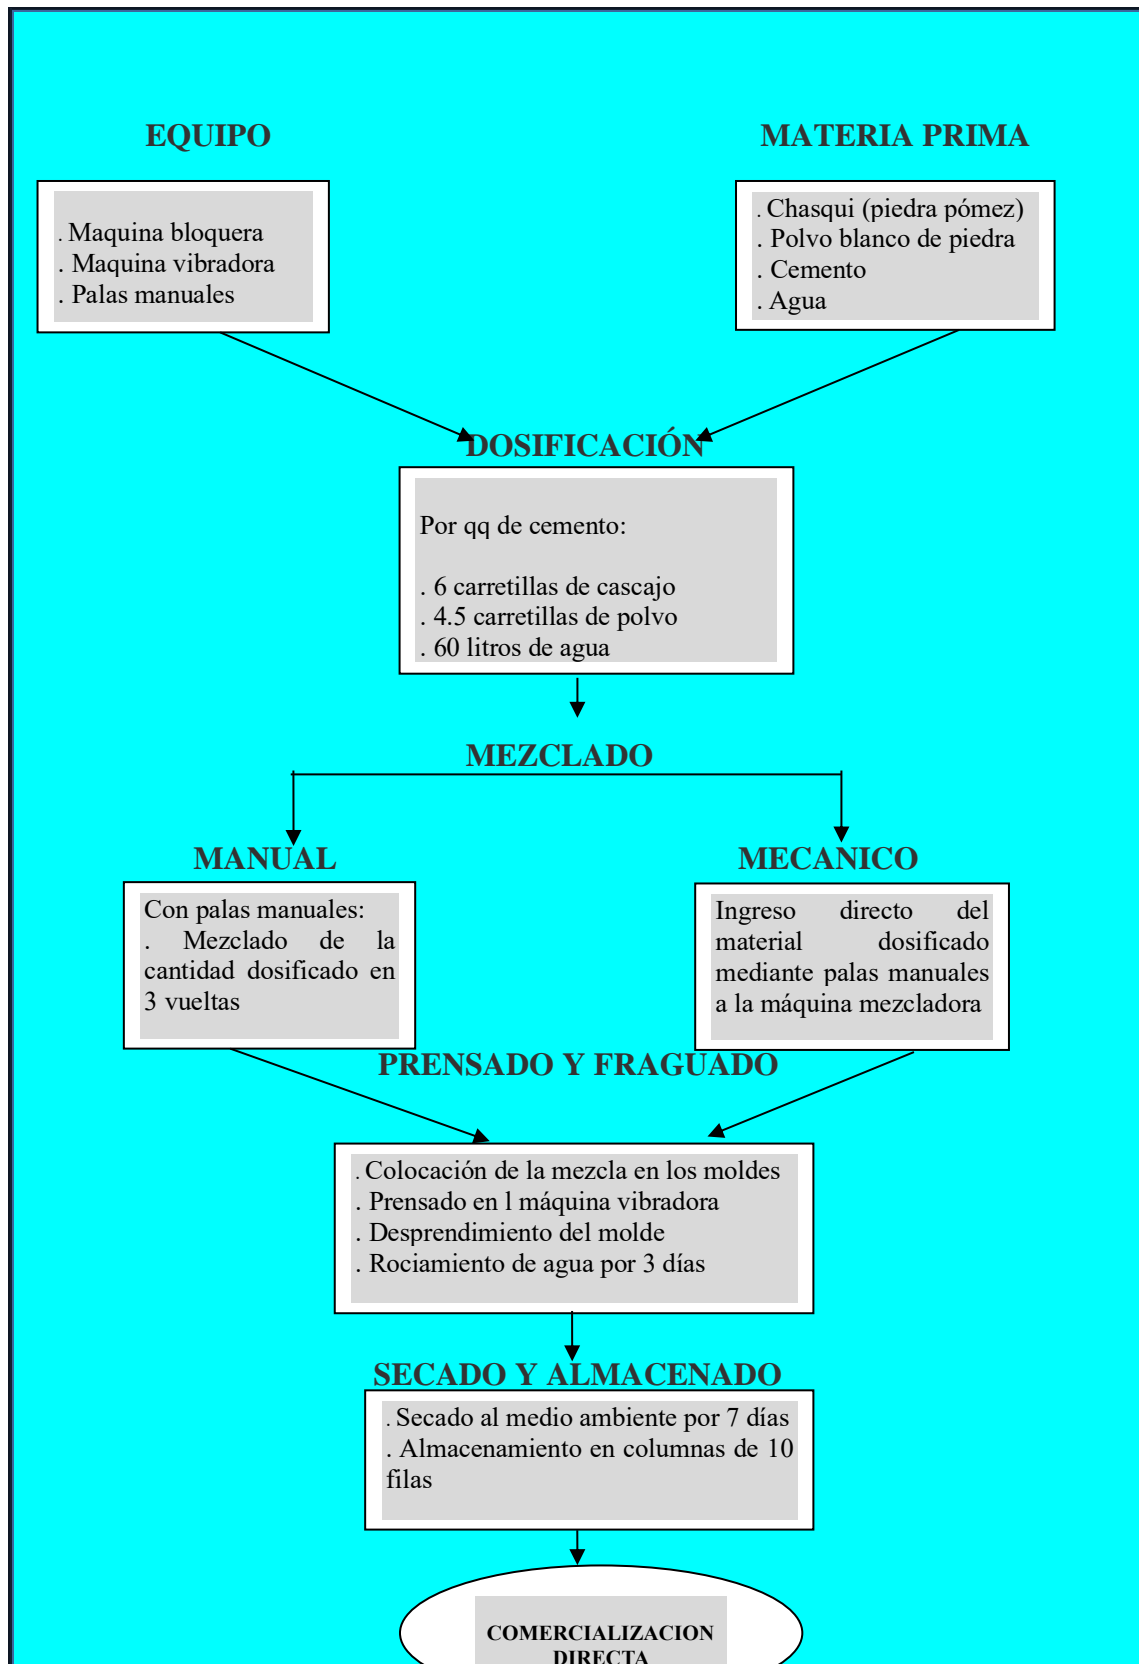 EQUIPO
MATERIA PRIMA
. Maquina bloquera
. Maquina vibradora
. Palas manuales
. Chasqui (piedra pómez)
. Polvo blanco de piedra
. Cemento
. Agua
DOSIFICACIÓN
Por qq de cemento:
. 6 carretillas de cascajo
. 4.5 carretillas de polvo
. 60 litros de agua
MEZCLADO
MANUAL
MECANICO
Con palas manuales:
. Mezclado de la
cantidad dosificado en
3 vueltas
Ingreso directo del
material dosificado
mediante palas manuales
a la máquina mezcladora
PRENSADO Y FRAGUADO
. Colocación de la mezcla en los moldes
. Prensado en l máquina vibradora
. Desprendimiento del molde
. Rociamiento de agua por 3 días
SECADO Y ALMACENADO
. Secado al medio ambiente por 7 días
. Almacenamiento en columnas de 10
filas
COMERCIALIZACION
DIRECTA